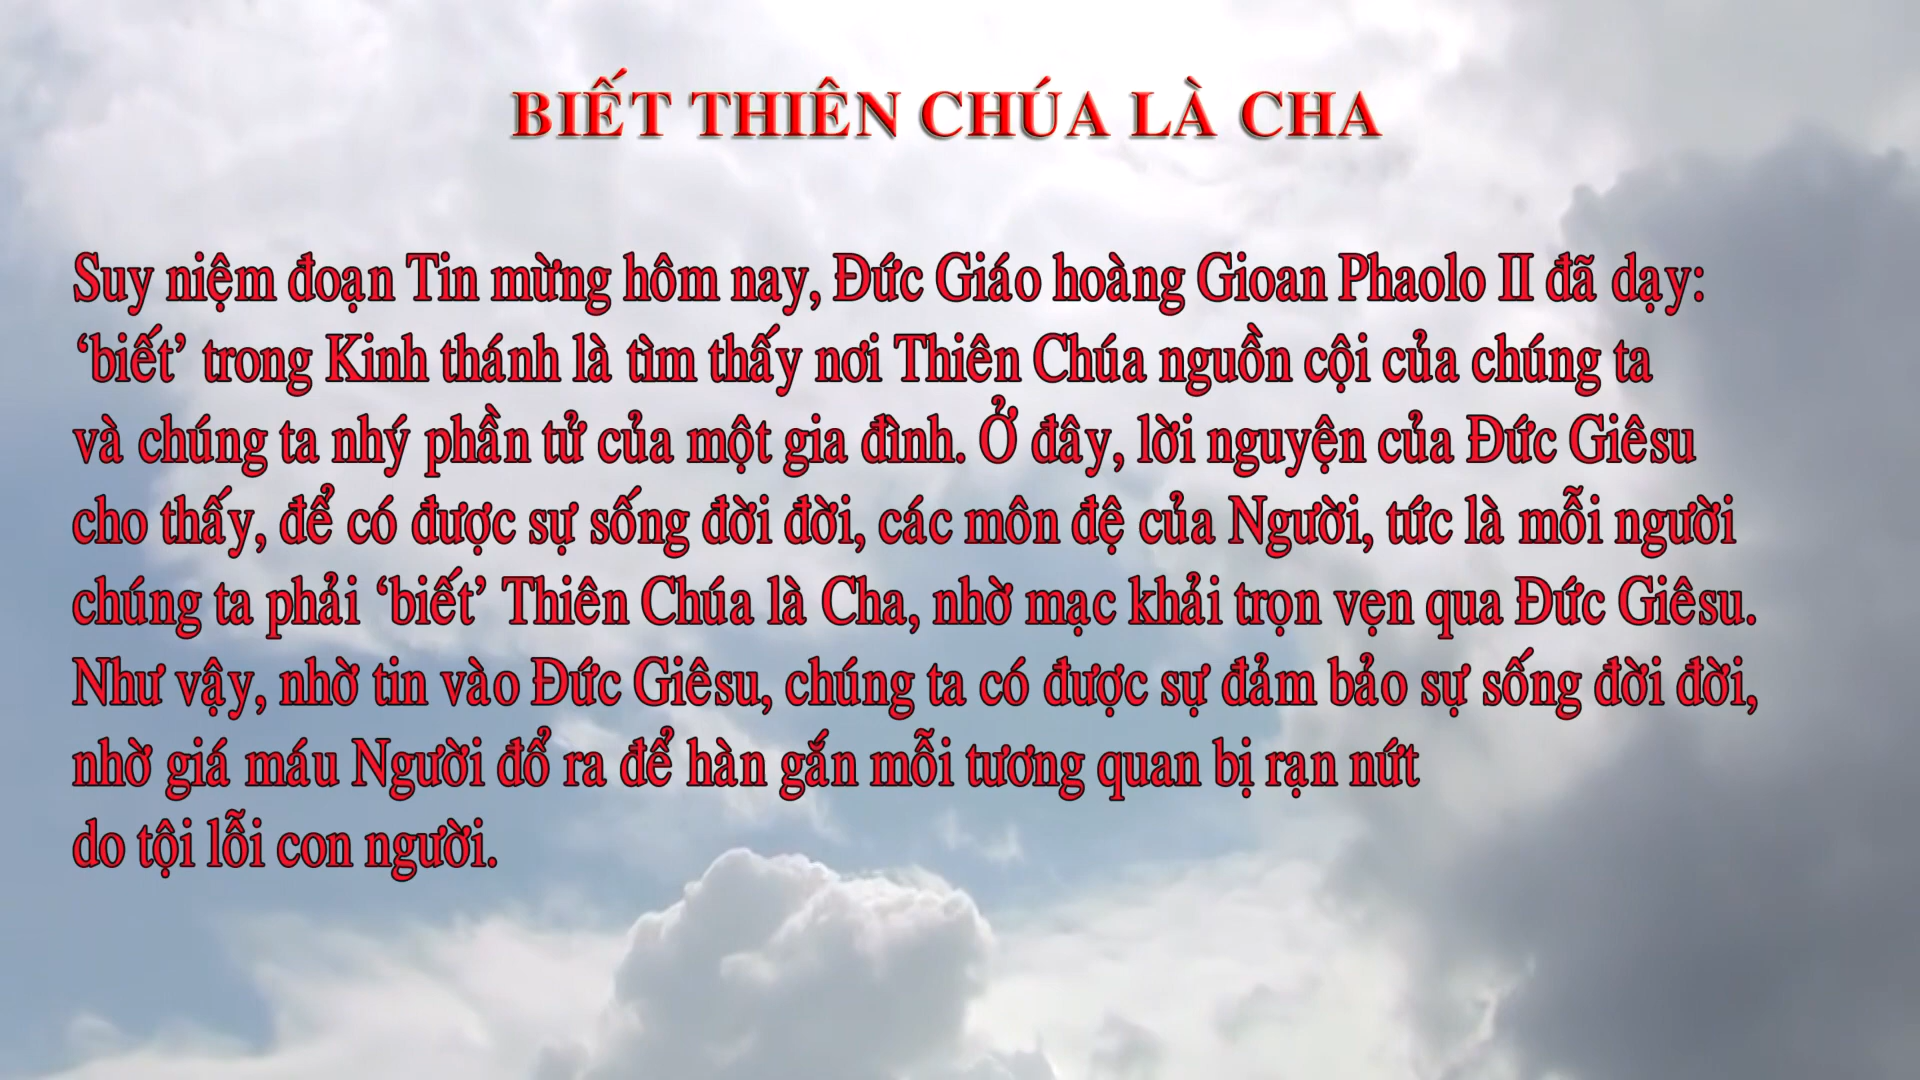 BIẾT THIÊN CHÚA LÀ CHA
Suy niệm đoạn Tin mừng hôm nay, Đức Giáo hoàng Gioan Phaolo II đã dạy:
‘biết’ trong Kinh thánh là tìm thấy nơi Thiên Chúa nguồn cội của chúng ta
và chúng ta nhý phần tử của một gia đình. Ở đây, lời nguyện của Đức Giêsu
cho thấy, để có được sự sống đời đời, các môn đệ của Người, tức là mỗi người
chúng ta phải ‘biết’ Thiên Chúa là Cha, nhờ mạc khải trọn vẹn qua Đức Giêsu.
Như vậy, nhờ tin vào Đức Giêsu, chúng ta có được sự đảm bảo sự sống đời đời,
nhờ giá máu Người đổ ra để hàn gắn mỗi tương quan bị rạn nứt
do tội lỗi con người.